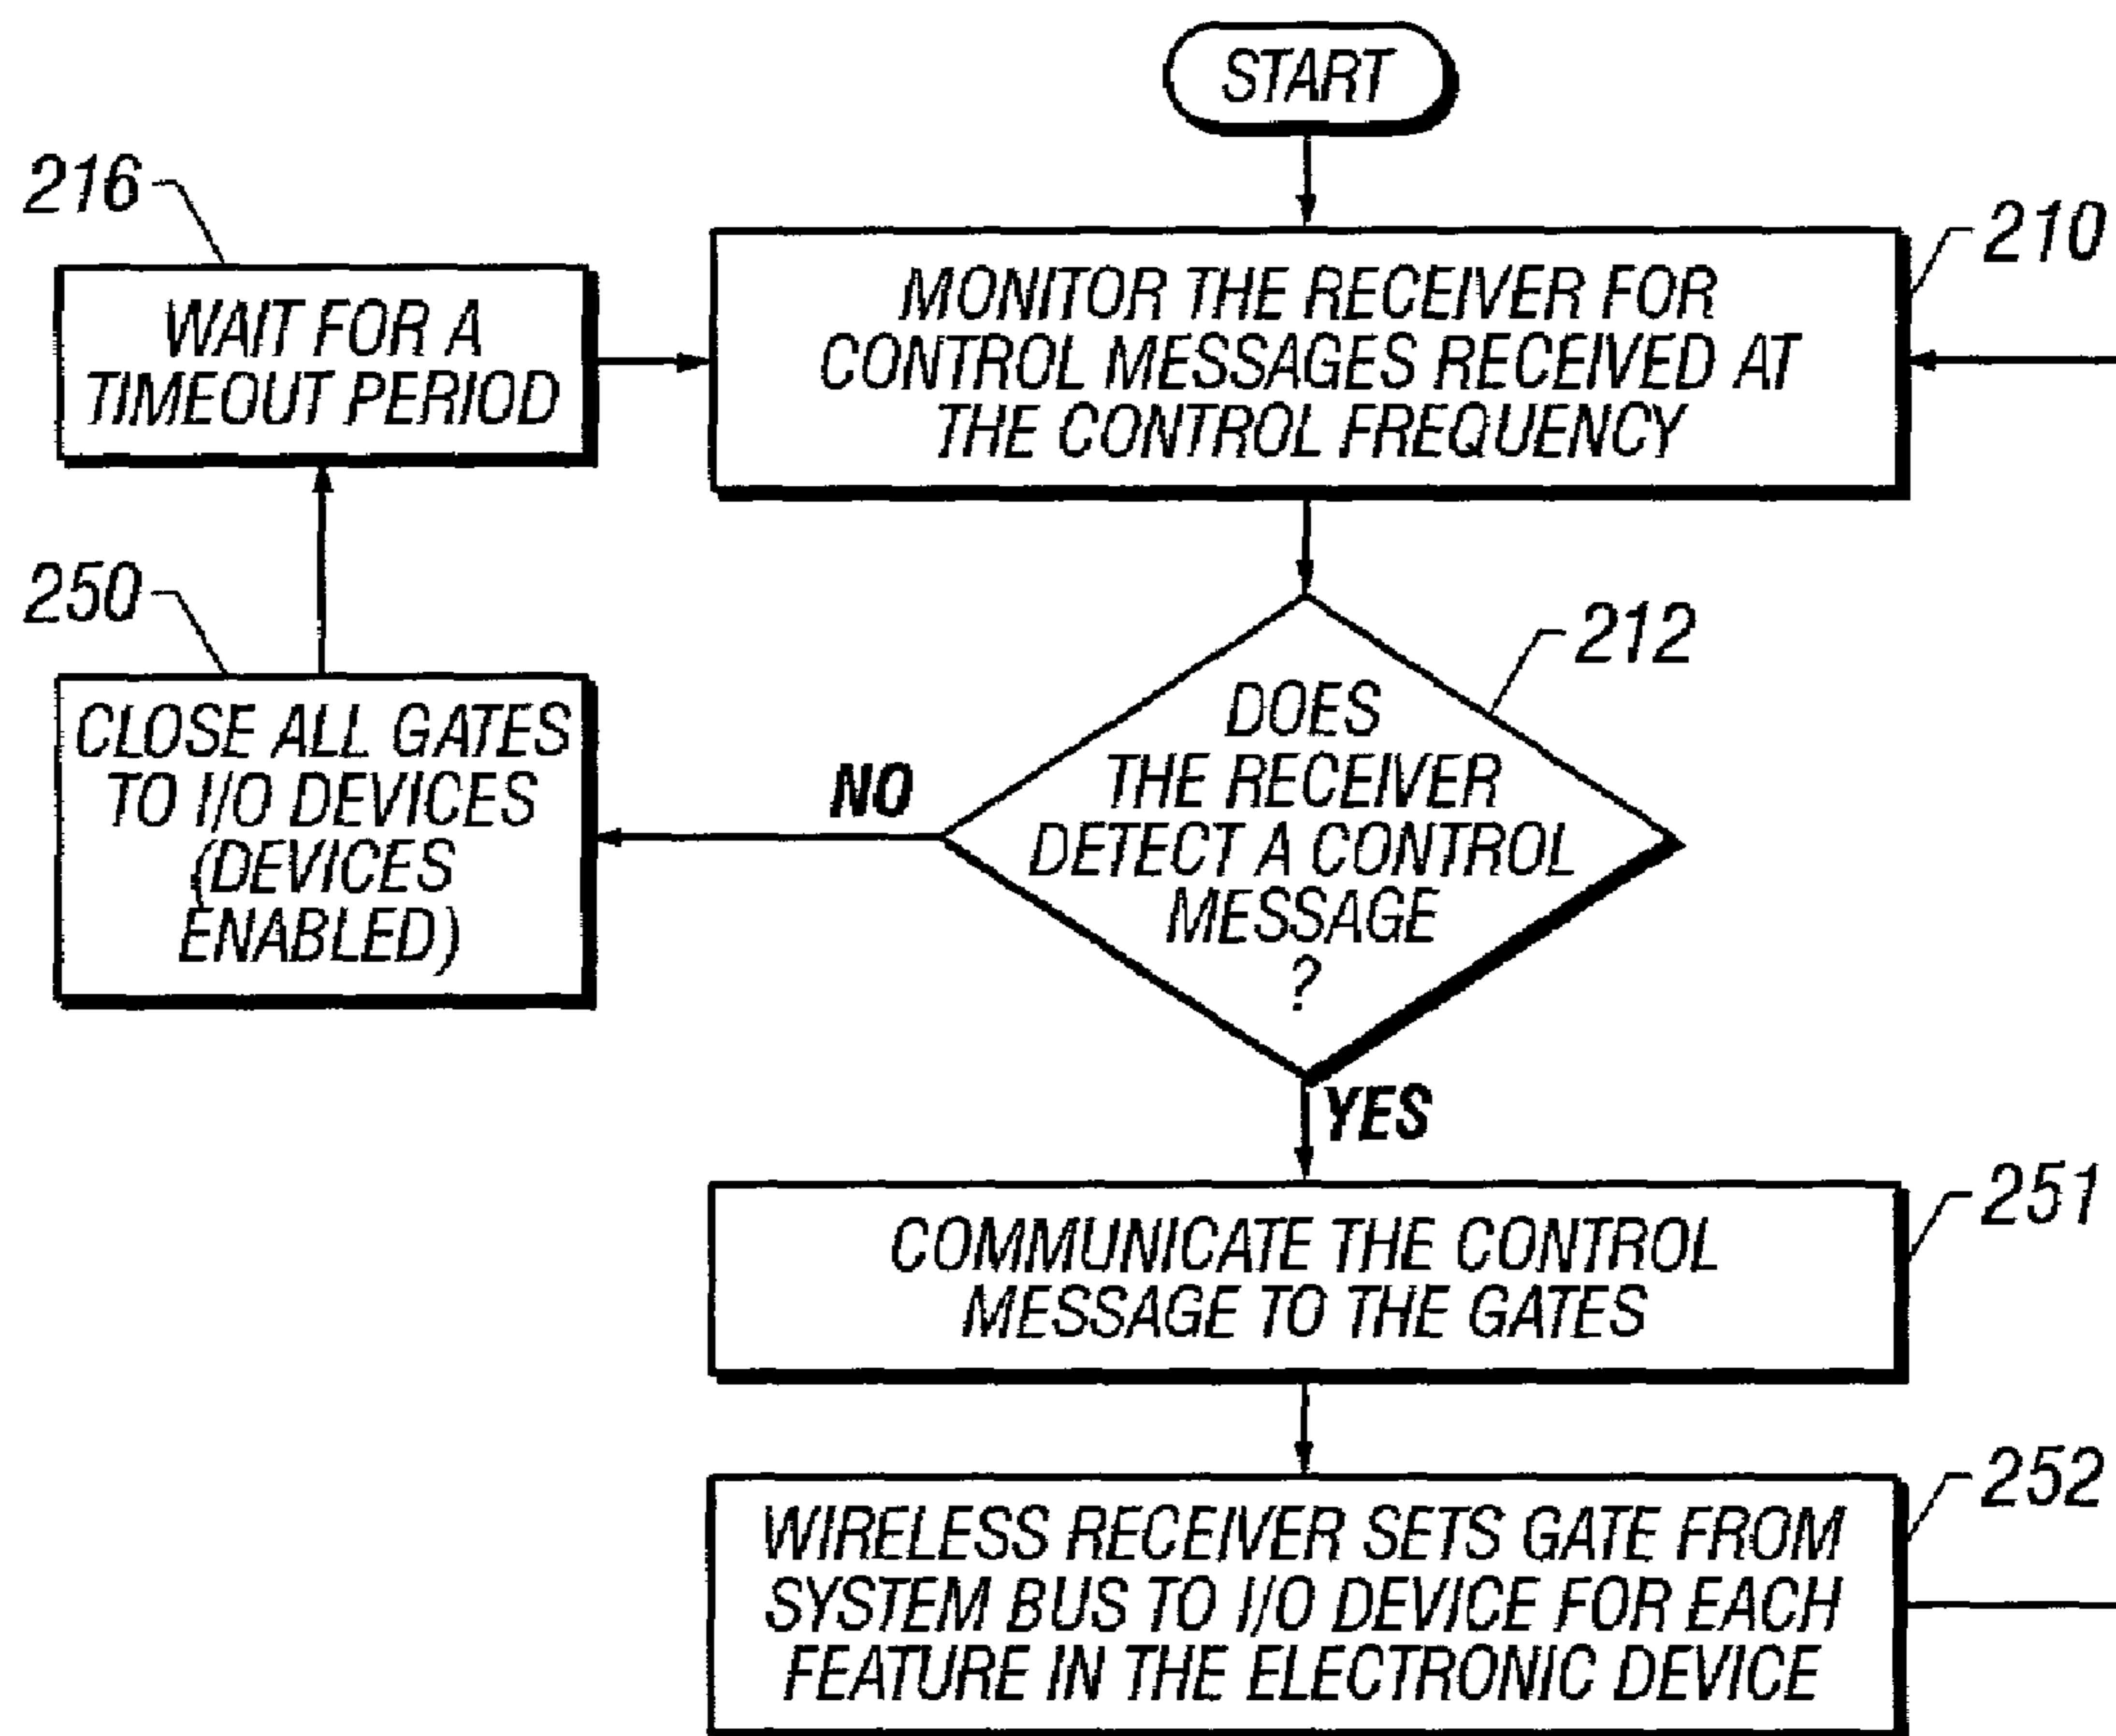 START
216
WAIT FOR A
TIMEOUT PERIOD
210
MONITOR THE RECEIVER FOR
CONTROL MESSAGES RECEIVED AT
THE CONTROL FREQUENCY
250
CLOSE ALL GATES
TO I/O DEVICES
(DEVICES
ENABLED)
NO
212
DOES
THE RECEIVER
DETECT A CONTROL
MESSAGE
?
YES
251
COMMUNICATE THE CONTROL
MESSAGE TO THE GATES
252
WIRELESS RECEIVER SETS GATE FROM
SYSTEM BUS TO I/O DEVICE FOR EACH
FEATURE IN THE ELECTRONIC DEVICE